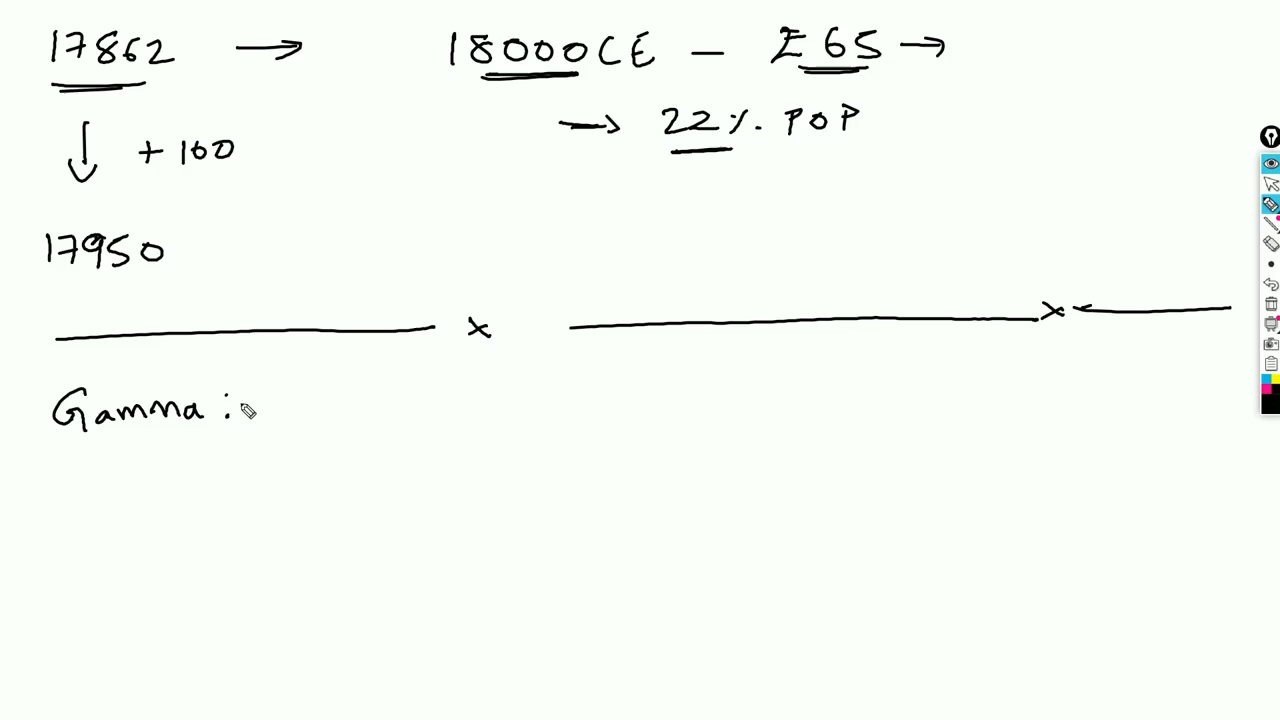 17862 → 18000CE – ₹65 →
→ 22% POP
↓ +100
17950
x x
Gamma :